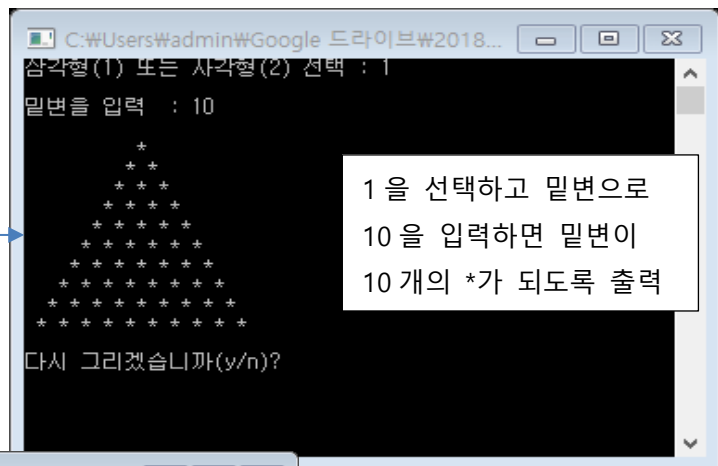 C:₩Users₩admin₩Google 드라이브₩2018...
삼각형(1) 또는 사각형(2) 선택 : 1
밑변을 입력  : 10
*
* *
* * *
* * * *
* * * * *
* * * * * *
* * * * * * *
* * * * * * * *
* * * * * * * * *
* * * * * * * * * *
다시 그리겠습니까(y/n)?
1 을 선택하고 밑변으로
10 을 입력하면 밑변이
10 개의 *가 되도록 출력